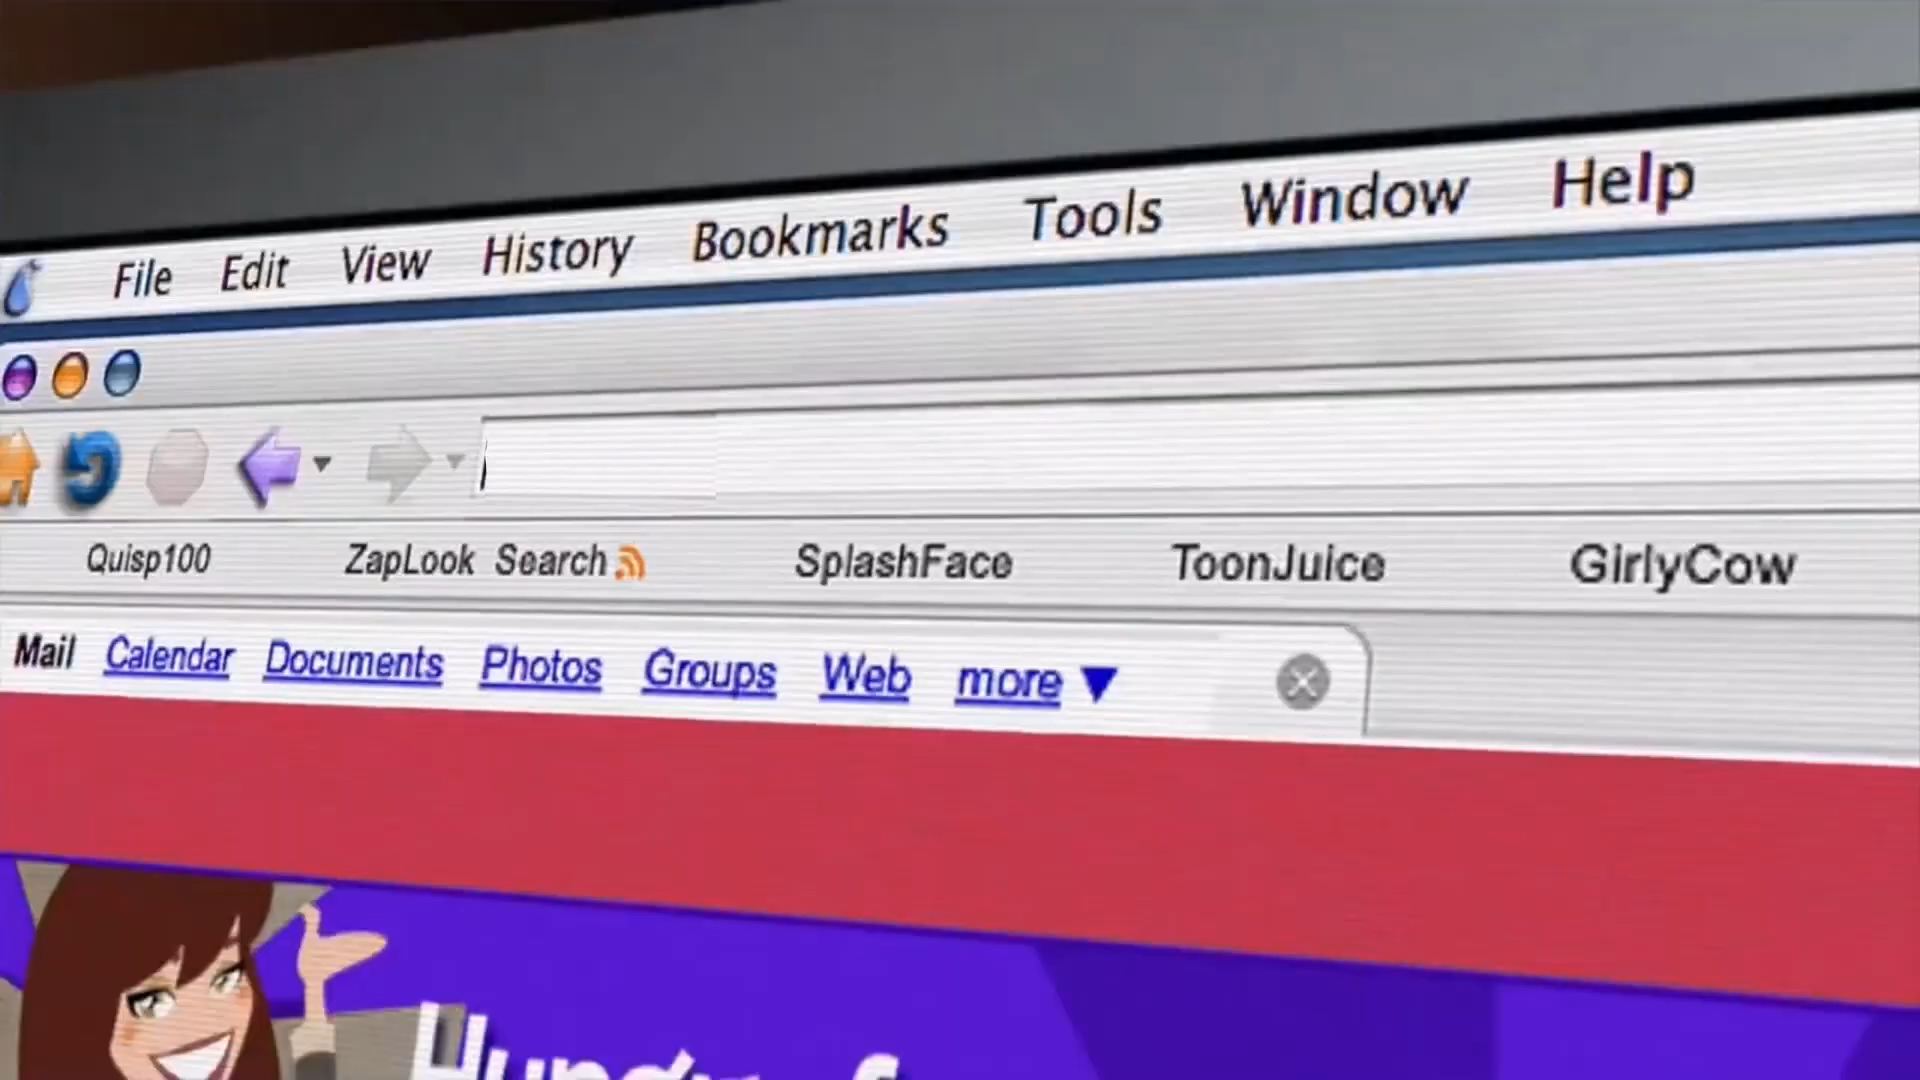 File Edit View History Bookmarks Tools Window Help
Quisp100 ZapLook Search SplashFace ToonJuice GirlyCow
Mail Calendar Documents Photos Groups Web more